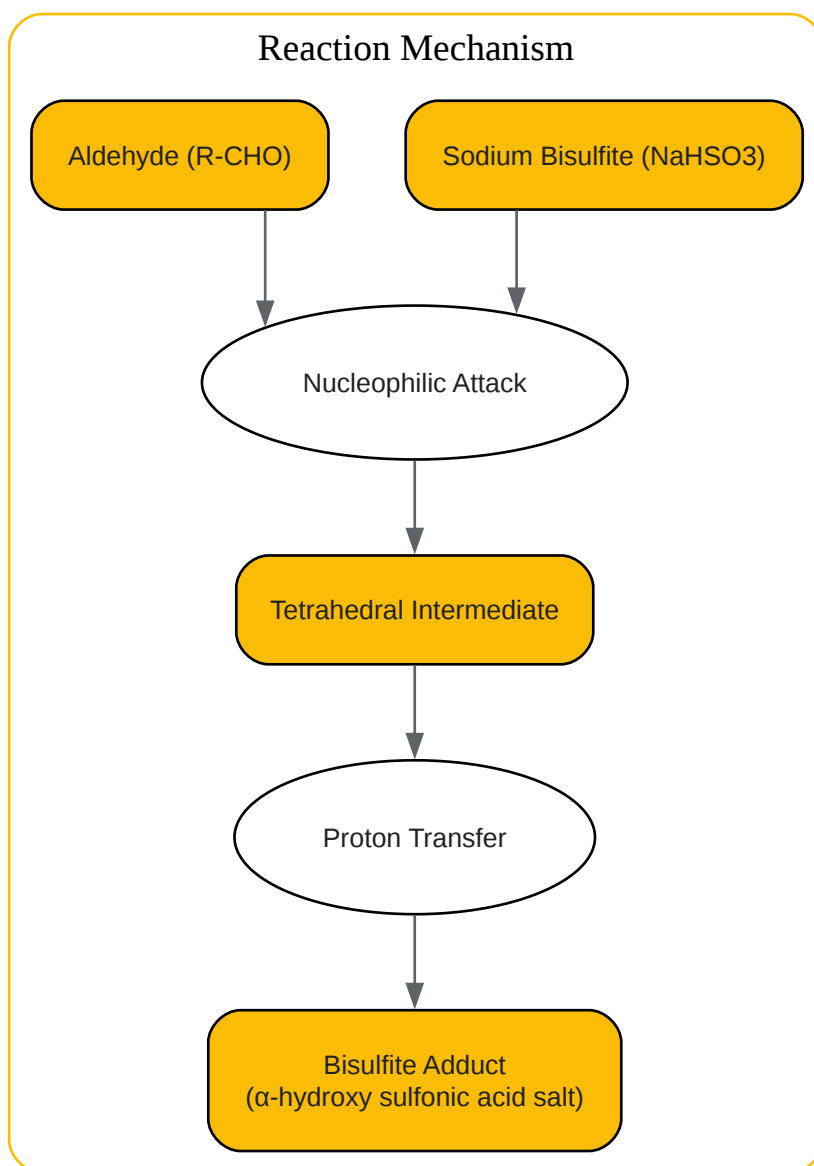 Reaction Mechanism
Aldehyde (R-CHO)
Sodium Bisulfite (NaHSO3)
Nucleophilic Attack
Tetrahedral Intermediate
Proton Transfer
Bisulfite Adduct
(α-hydroxy sulfonic acid salt)